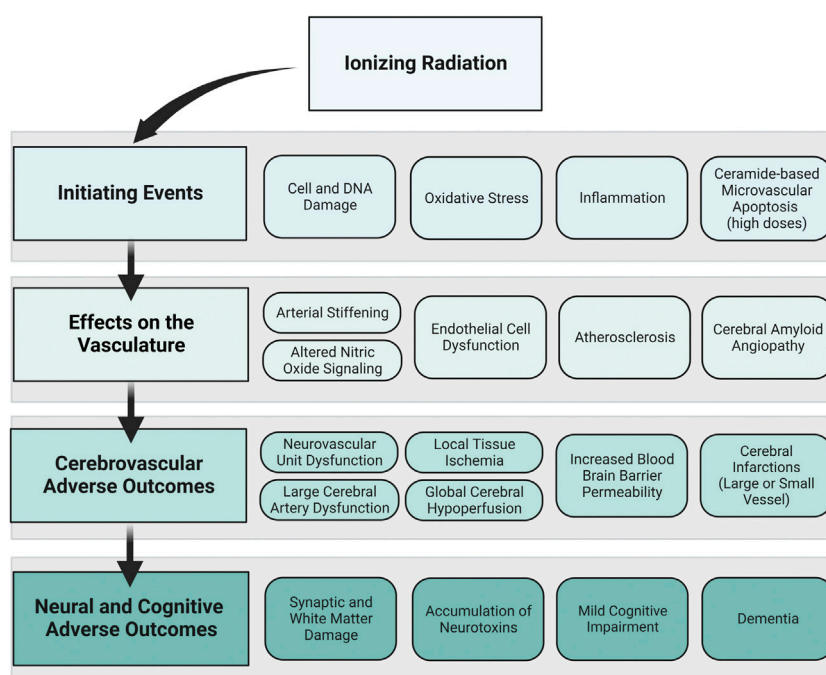 Ionizing Radiation
Initiating Events
Cell and DNA
Damage
Oxidative Stress
Inflammation
Ceramide-based
Microvascular
Apoptosis
(high doses)
Effects on the
Vasculature
Arterial Stiffening
Altered Nitric
Oxide Signaling
Endothelial Cell
Dysfunction
Atherosclerosis
Cerebral Amyloid
Angiopathy
Cerebrovascular
Adverse Outcomes
Neurovascular
Unit Dysfunction
Large Cerebral
Artery Dysfunction
Local Tissue
Ischemia
Global Cerebral
Hypoperfusion
Increased Blood
Brain Barrier
Permeability
Cerebral
Infarctions
(Large or Small
Vessel)
Neural and Cognitive
Adverse Outcomes
Synaptic and
White Matter
Damage
Accumulation of
Neurotoxins
Mild Cognitive
Impairment
Dementia